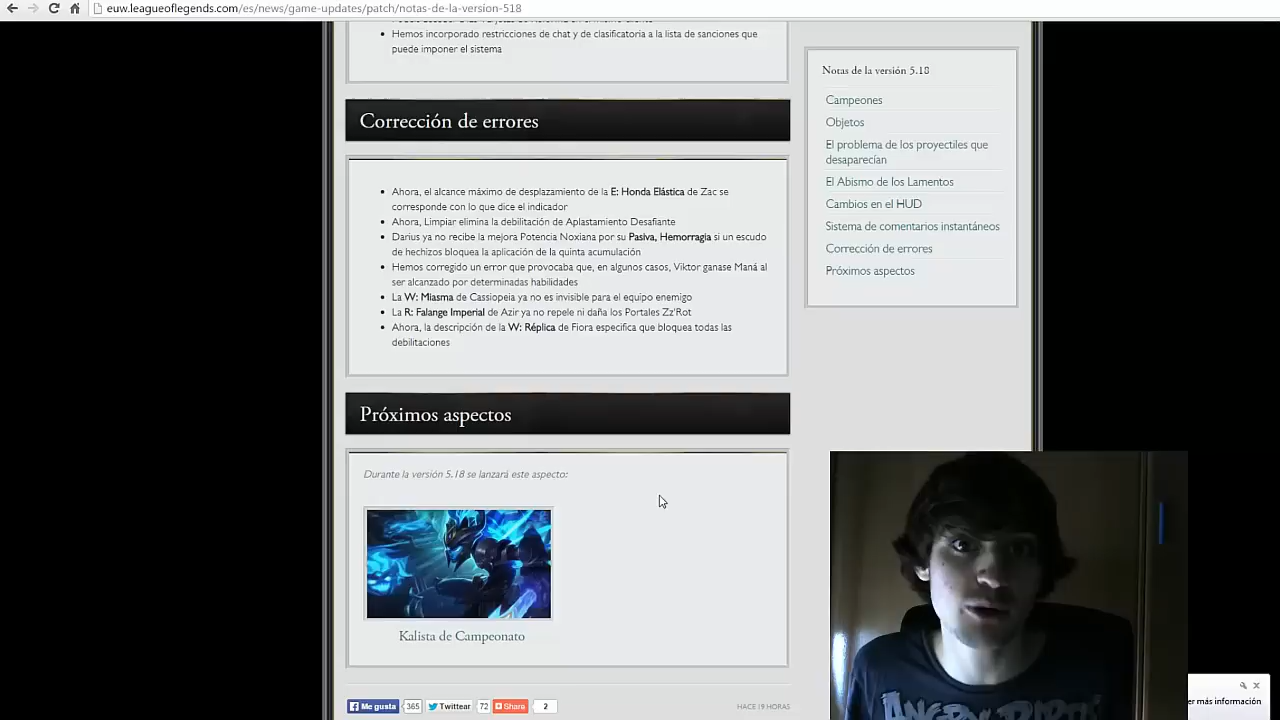 euw.leagueoflegends.com/es/news/game-updates/patch/notas-de-la-version-518
Hemos incorporado restricciones de chat y de clasificatoria a la lista de sanciones que
puede imponer el sistema
Corrección de errores
Ahora, el alcance máximo de desplazamiento de la E: Honda Elástica de Zac se
corresponde con lo que dice el indicador
Ahora, Limpiar elimina la debilitación de Aplastamiento Desafiante
Darius ya no recibe la mejora Potencia Noxiana por su Pasiva, Hemorragia si un escudo
de hechizos bloquea la aplicación de la quinta acumulación
Hemos corregido un error que provocaba que, en algunos casos, Viktor ganase Maná al
ser alcanzado por determinadas habilidades
La W: Miasma de Cassiopeia ya no es invisible para el equipo enemigo
La R: Falange Imperial de Azir ya no repele ni daña los Portales Zz'Rot
Ahora, la descripción de la W: Réplica de Fiora especifica que bloquea todas las
debilitaciones
Próximos aspectos
Durante la versión 5.18 se lanzará este aspecto:
Kalista de Campeonato
Me gusta 365 Twittear 72 Share 2
HACE 19 HORAS
Notas de la versión 5.18
Campeones
Objetos
El problema de los proyectiles que
desaparecían
El Abismo de los Lamentos
Cambios en el HUD
Sistema de comentarios instantáneos
Corrección de errores
Próximos aspectos
er más información